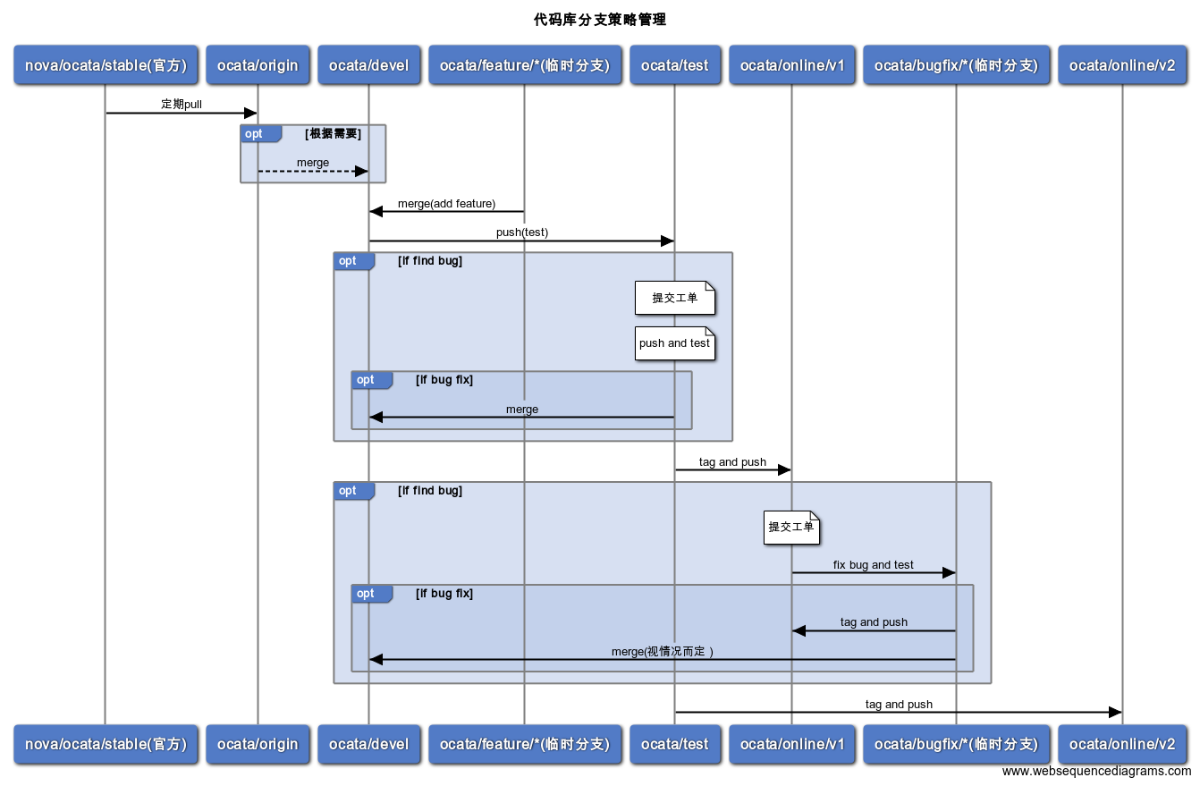 代码库分支策略管理
nova/ocata/stable(官方)
ocata/origin
ocata/devel
ocata/feature/*(临时分支)
ocata/test
ocata/online/v1
ocata/bugfix/*(临时分支)
ocata/online/v2
定期pull
opt
[根据需要]
merge
merge(add feature)
push(test)
opt
[if find bug]
提交工单
push and test
opt
[if bug fix]
merge
tag and push
opt
[if find bug]
提交工单
fix bug and test
opt
[if bug fix]
tag and push
merge(视情况而定 )
tag and push
nova/ocata/stable(官方)
ocata/origin
ocata/devel
ocata/feature/*(临时分支)
ocata/test
ocata/online/v1
ocata/bugfix/*(临时分支)
ocata/online/v2
www.websequencediagrams.com